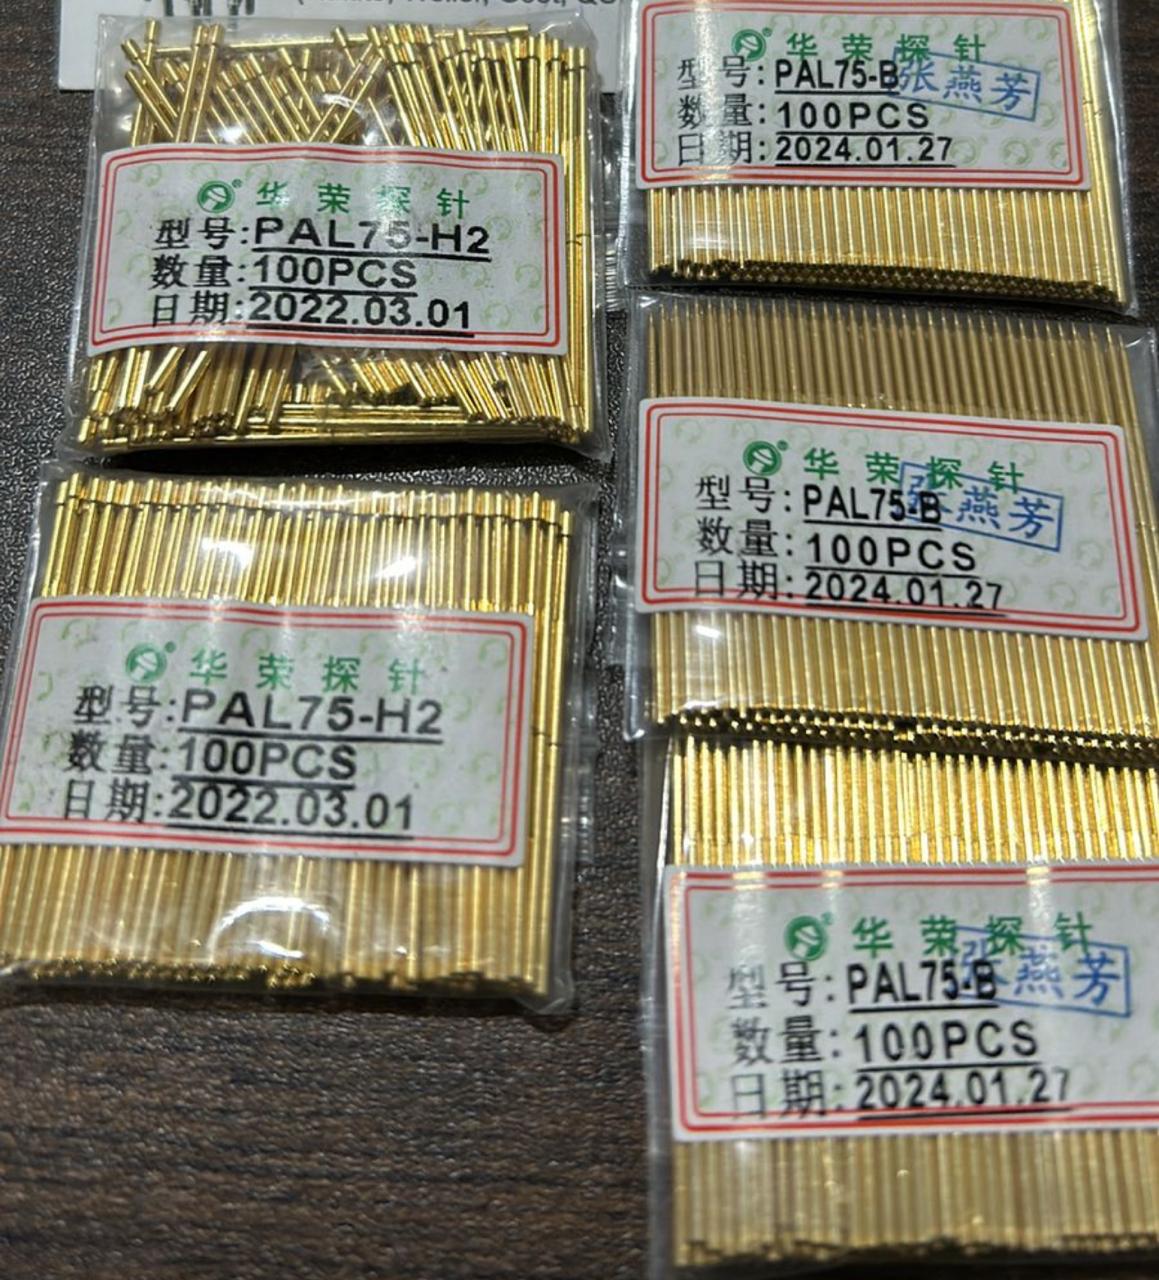 华荣探针
型号:PAL75-H2
数量:100PCS
日期:2022.03.01
华荣探针
型号:PAL75-H2
数量:100PCS
日期:2022.03.01
华荣探针
型号:PAL75-B
张燕芳
数量:100PCS
日期:2024.01.27
华荣探针
型号:PAL75-B
张燕芳
数量:100PCS
日期:2024.01.27
华荣探针
型号:PAL75-B
张燕芳
数量:100PCS
日期:2024.01.27